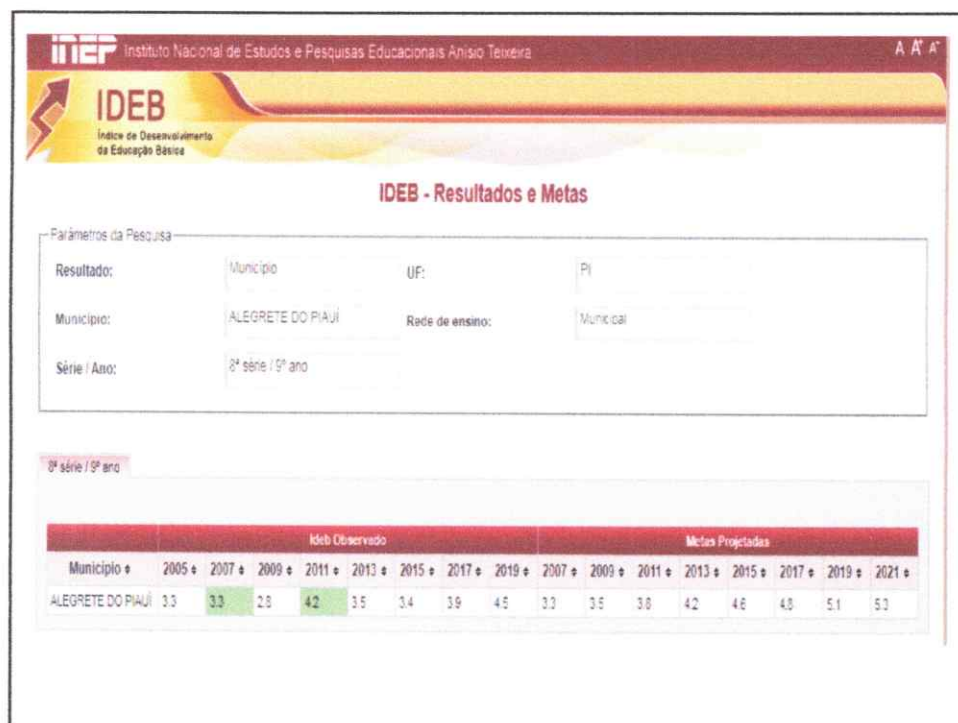 inep Instituto Nacional de Estudos e Pesquisas Educacionais Anísio Teixeira A A+ A-
IDEB
Índice de Desenvolvimento
da Educação Básica
IDEB - Resultados e Metas
Parâmetros da Pesquisa
Resultado: Município UF: PI
Município: ALEGRETE DO PIAUÍ Rede de ensino: Municipal
Série / Ano: 8ª série / 9º ano
8ª série / 9º ano
Ideb Observado Metas Projetadas
Município 2005 2007 2009 2011 2013 2015 2017 2019 2007 2009 2011 2013 2015 2017 2019 2021
ALEGRETE DO PIAUÍ 3.3 3.3 2.8 4.2 3.5 3.4 3.9 4.5 3.3 3.5 3.8 4.2 4.6 4.8 5.1 5.3